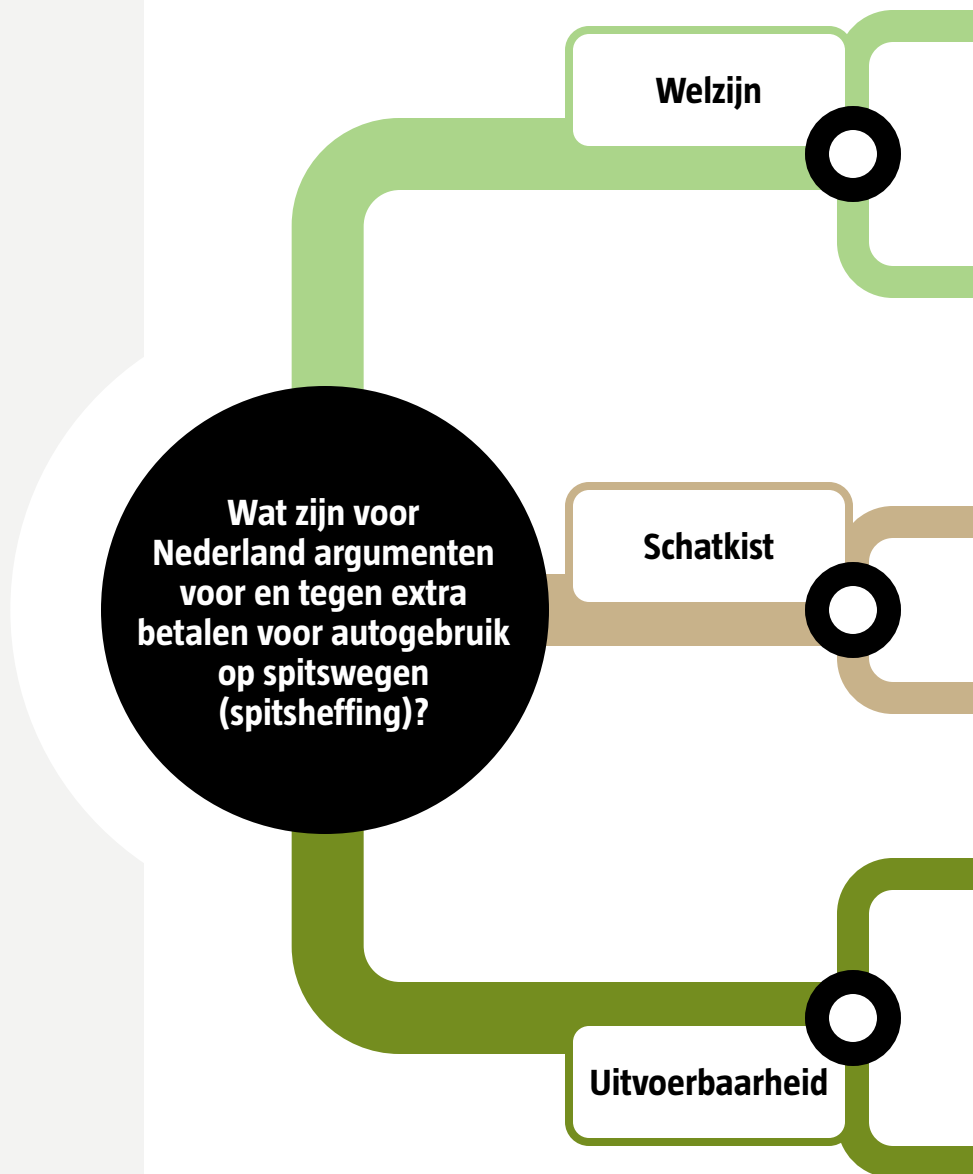 Welzijn
Wat zijn voor
Nederland argumenten
voor en tegen extra
betalen voor autogebruik
op spitswegen
(spitsheffing)?
Schatkist
Uitvoerbaarheid